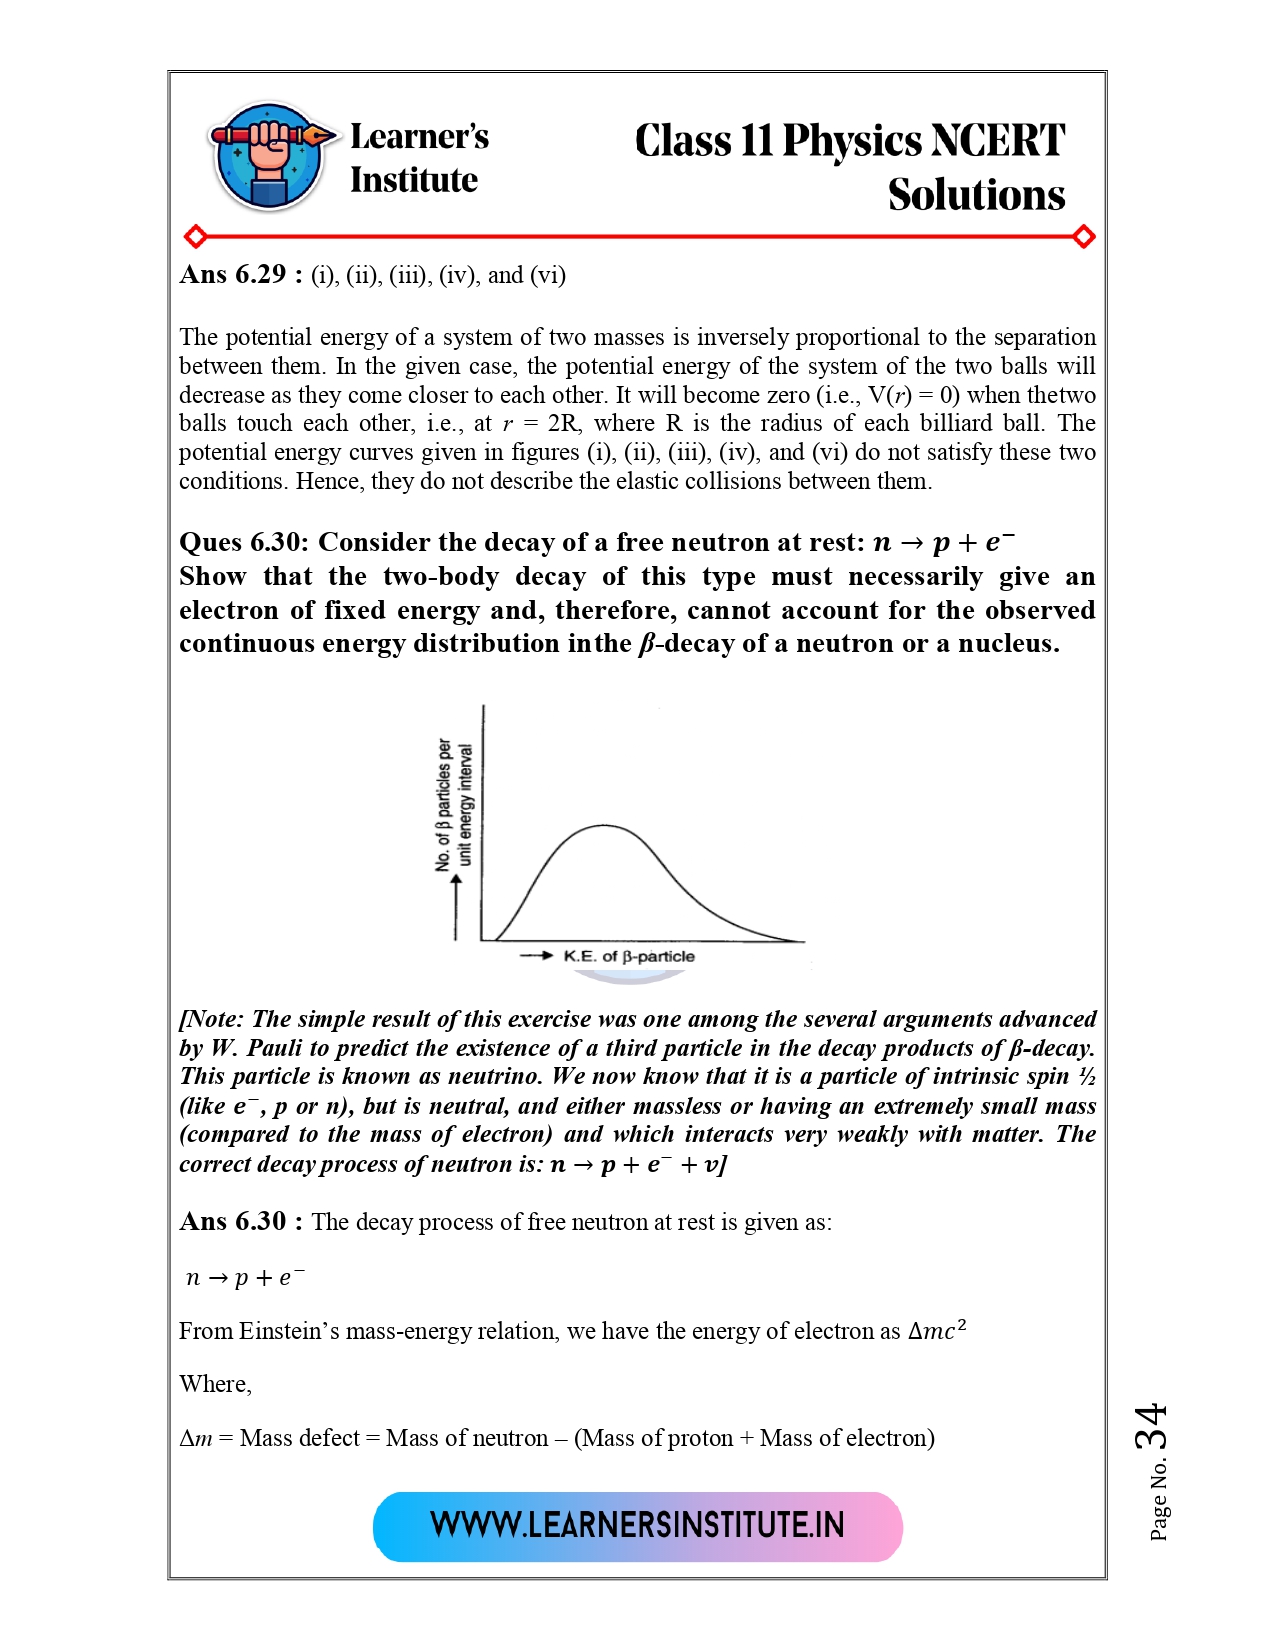 Learner's
Institute
Class 11 Physics NCERT
Solutions
Ans 6.29 : (i), (ii), (iii), (iv), and (vi)
The potential energy of a system of two masses is inversely proportional to the separation
between them. In the given case, the potential energy of the system of the two balls will
decrease as they come closer to each other. It will become zero (i.e., V(r) = 0) when thetwo
balls touch each other, i.e., at r = 2R, where R is the radius of each billiard ball. The
potential energy curves given in figures (i), (ii), (iii), (iv), and (vi) do not satisfy these two
conditions. Hence, they do not describe the elastic collisions between them.
Ques 6.30: Consider the decay of a free neutron at rest: n → p + e⁻
Show that the two-body decay of this type must necessarily give an
electron of fixed energy and, therefore, cannot account for the observed
continuous energy distribution inthe β-decay of a neutron or a nucleus.
No. of β particles per
unit energy interval
K.E. of β-particle
[Note: The simple result of this exercise was one among the several arguments advanced
by W. Pauli to predict the existence of a third particle in the decay products of β-decay.
This particle is known as neutrino. We now know that it is a particle of intrinsic spin ½
(like e⁻, p or n), but is neutral, and either massless or having an extremely small mass
(compared to the mass of electron) and which interacts very weakly with matter. The
correct decay process of neutron is: n → p + e⁻ + v]
Ans 6.30 : The decay process of free neutron at rest is given as:
n → p + e⁻
From Einstein's mass-energy relation, we have the energy of electron as Δmc²
Where,
Δm = Mass defect = Mass of neutron – (Mass of proton + Mass of electron)
Page No. 34
WWW.LEARNERSINSTITUTE.IN